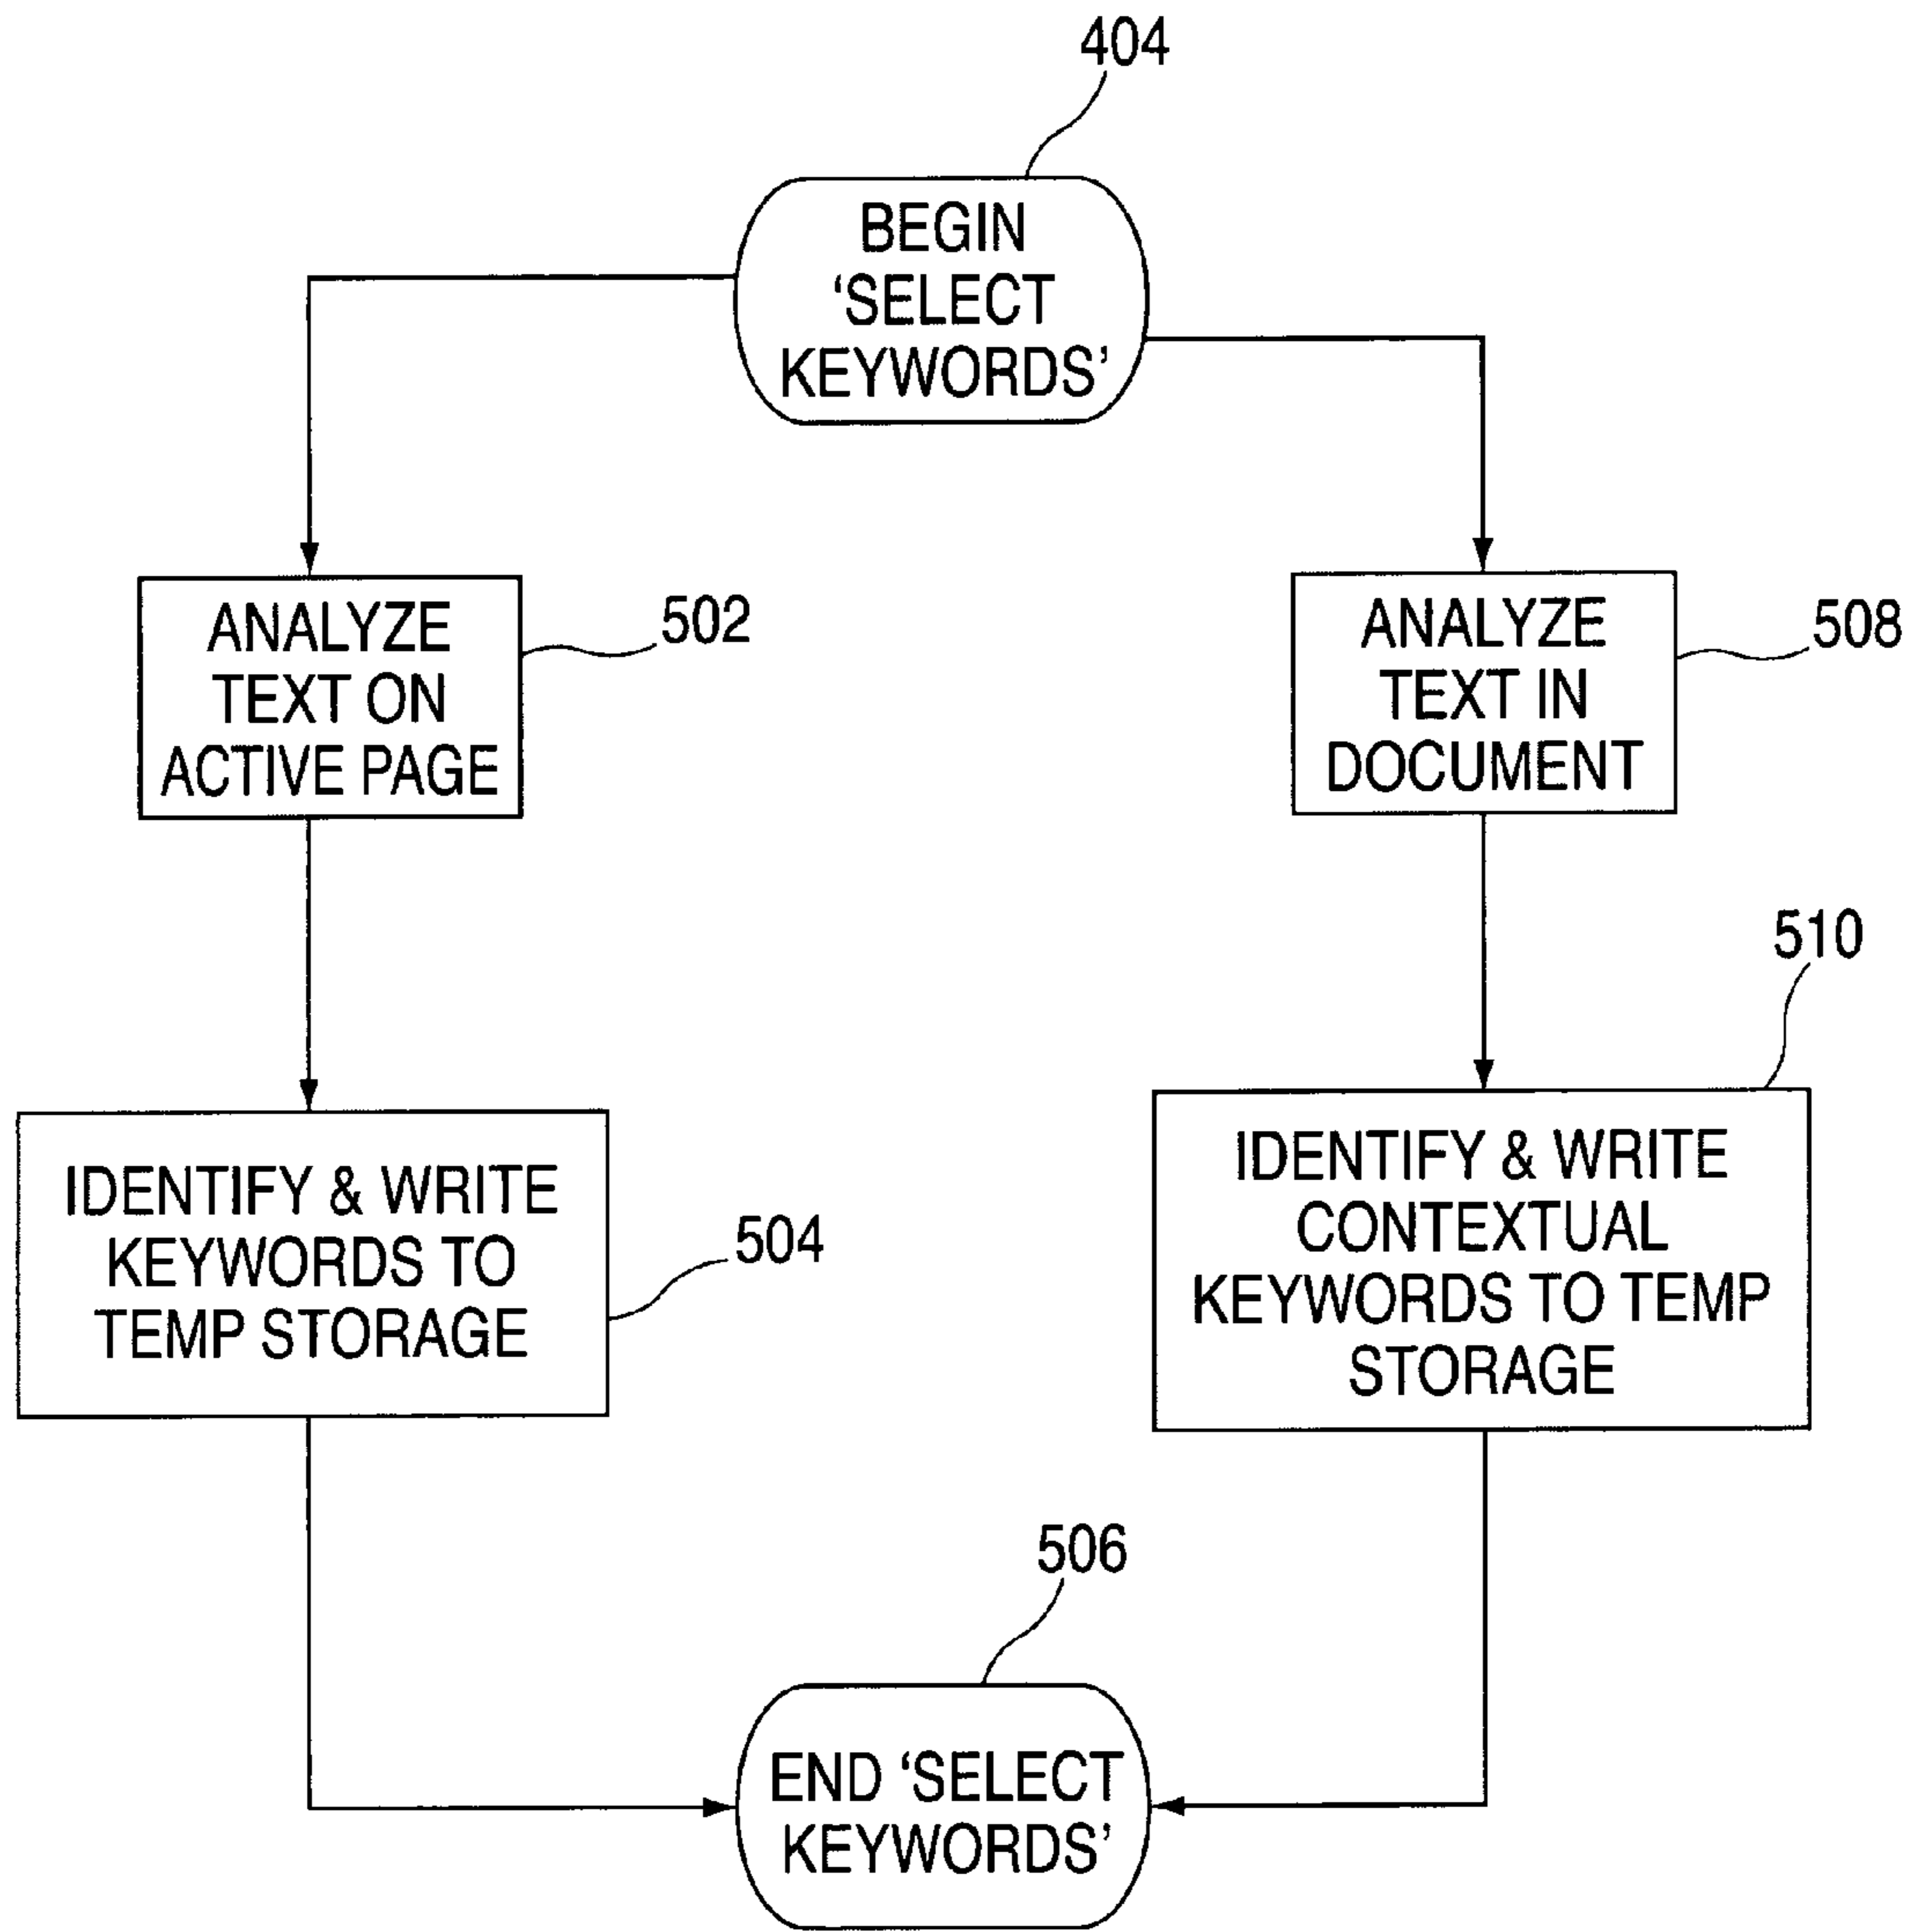 404
BEGIN
‘SELECT
KEYWORDS’
ANALYZE
TEXT ON
ACTIVE PAGE
502
ANALYZE
TEXT IN
DOCUMENT
508
IDENTIFY & WRITE
KEYWORDS TO
TEMP STORAGE
504
510
IDENTIFY & WRITE
CONTEXTUAL
KEYWORDS TO TEMP
STORAGE
506
END ‘SELECT
KEYWORDS’